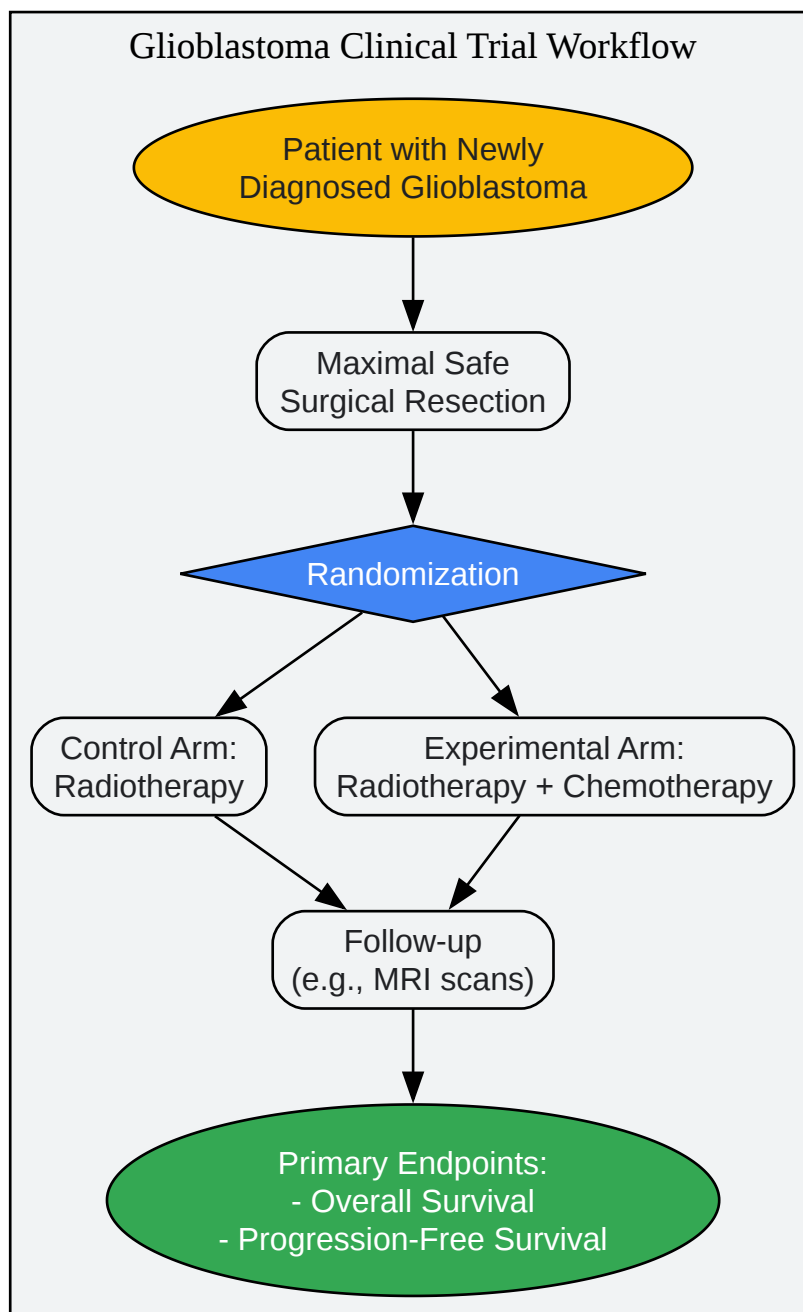 Glioblastoma Clinical Trial Workflow
Patient with Newly
Diagnosed Glioblastoma
Maximal Safe
Surgical Resection
Randomization
Control Arm:
Radiotherapy
Experimental Arm:
Radiotherapy + Chemotherapy
Follow-up
(e.g., MRI scans)
Primary Endpoints:
- Overall Survival
- Progression-Free Survival